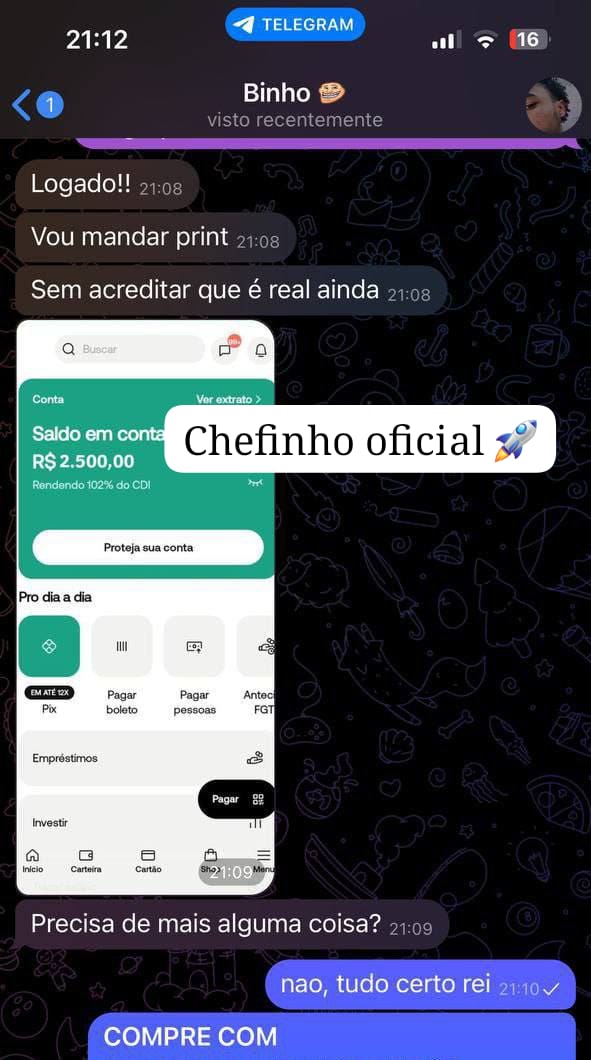 21:12
TELEGRAM
16
1
Binho
visto recentemente
Logado!! 21:08
Vou mandar print 21:08
Sem acreditar que é real ainda 21:08
Buscar
99+
Conta
Ver extrato >
Saldo em conta
Chefinho oficial 🚀
R$ 2.500,00
Rendendo 102% do CDI
Proteja sua conta
Pro dia a dia
EM ATÉ 12X
Pix
Pagar
boleto
Pagar
pessoas
Anteci
FGT
Empréstimos
Pagar
Investir
Início
Carteira
Cartão
Menu
21:09
Precisa de mais alguma coisa? 21:09
nao, tudo certo rei 21:10
COMPRE COM